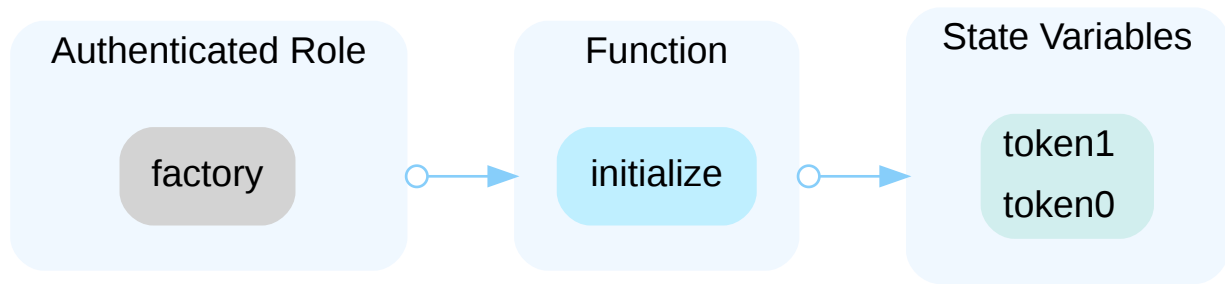 Authenticated Role
factory
Function
initialize
State Variables
token1
token0